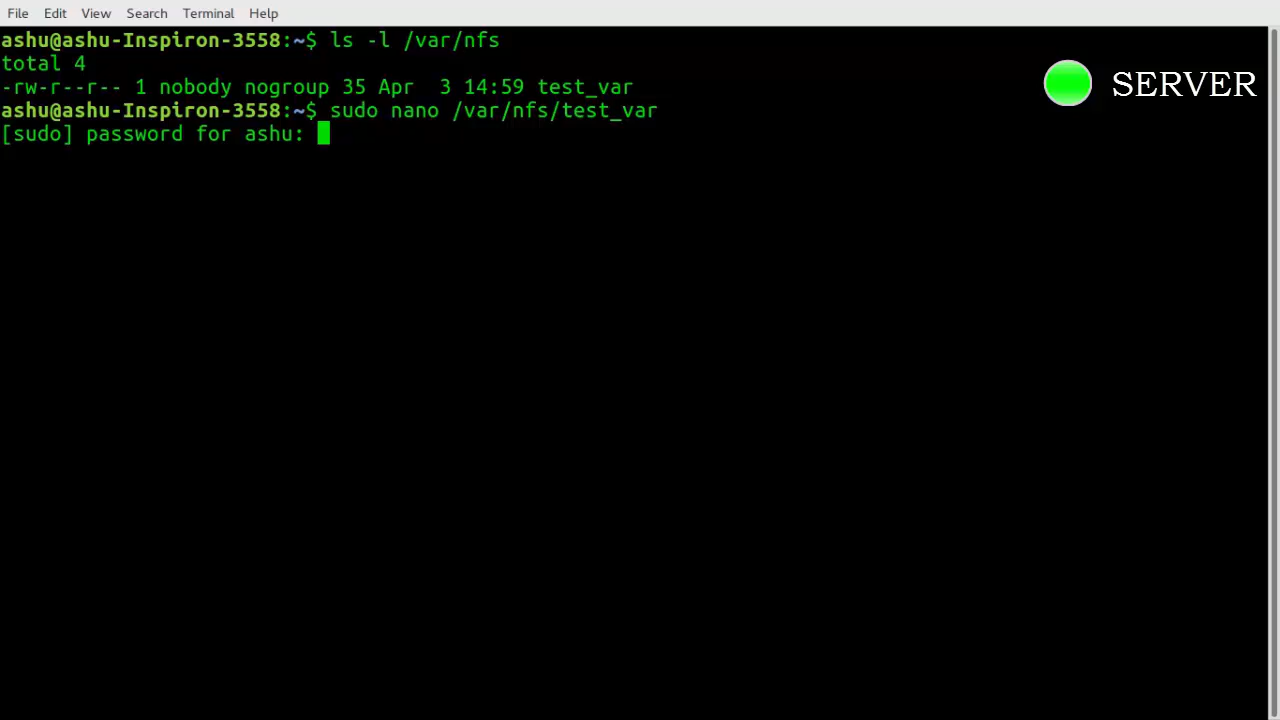 File Edit View Search Terminal Help
ashu@ashu-Inspiron-3558:~$ ls -l /var/nfs
total 4
-rw-r--r-- 1 nobody nogroup 35 Apr  3 14:59 test_var
SERVER
ashu@ashu-Inspiron-3558:~$ sudo nano /var/nfs/test_var
[sudo] password for ashu: